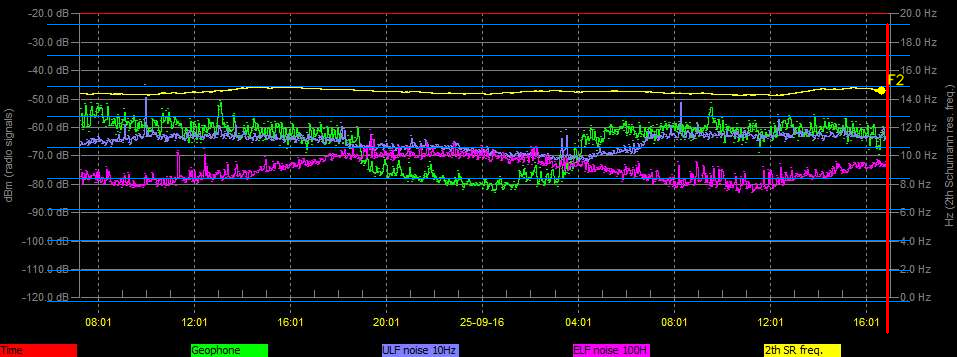 -20.0 dB
20.0 Hz
-30.0 dB
18.0 Hz
-40.0 dB
16.0 Hz
F2
-50.0 dB
14.0 Hz
-60.0 dB
12.0 Hz
-70.0 dB
10.0 Hz
-80.0 dB
8.0 Hz
-90.0 dB
6.0 Hz
-100.0 dB
4.0 Hz
-110.0 dB
2.0 Hz
-120.0 dB
0.0 Hz
dBm (radio signals)
Hz (2th Schumann res. freq.)
08:01 12:01 16:01 20:01 25-09-16 04:01 08:01 12:01 16:01
Time Geophone ULF noise 10Hz ELF noise 100H 2th SR freq.